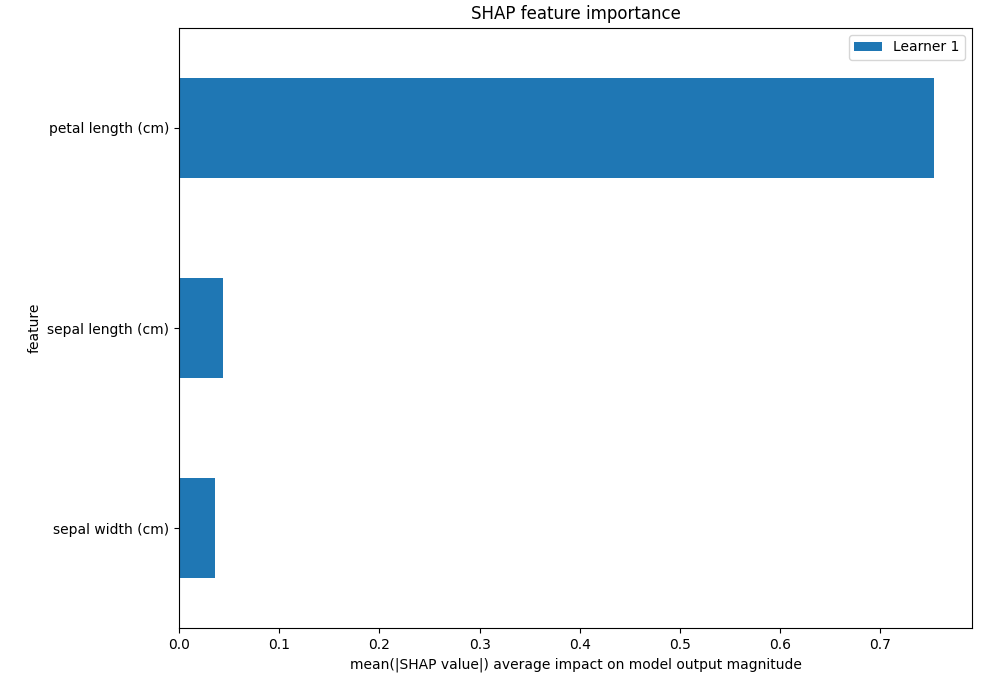 SHAP feature importance
Learner 1
petal length (cm)
sepal length (cm)
sepal width (cm)
feature
0.0 0.1 0.2 0.3 0.4 0.5 0.6 0.7
mean(|SHAP value|) average impact on model output magnitude